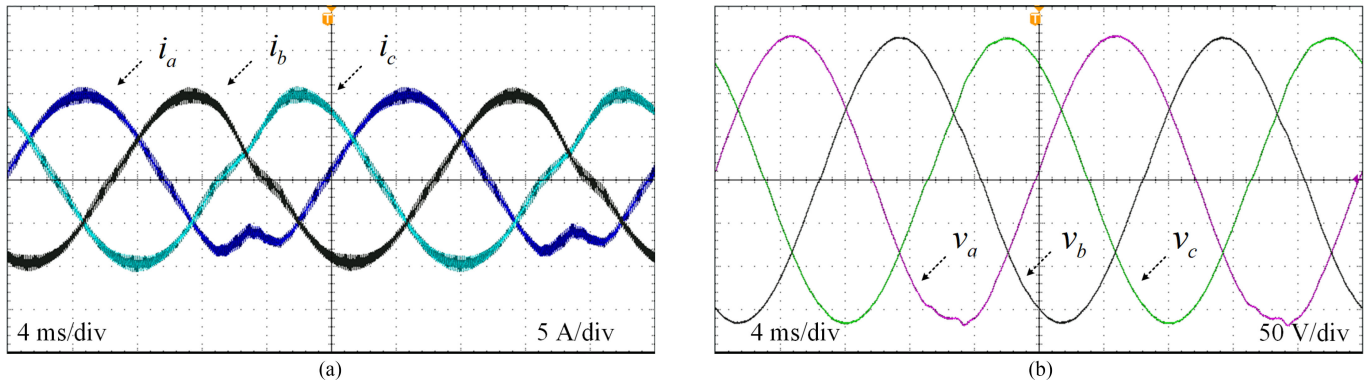 T
i_a i_b i_c
4 ms/div 5 A/div
(a)
T
v_a v_b v_c
4 ms/div 50 V/div
(b)